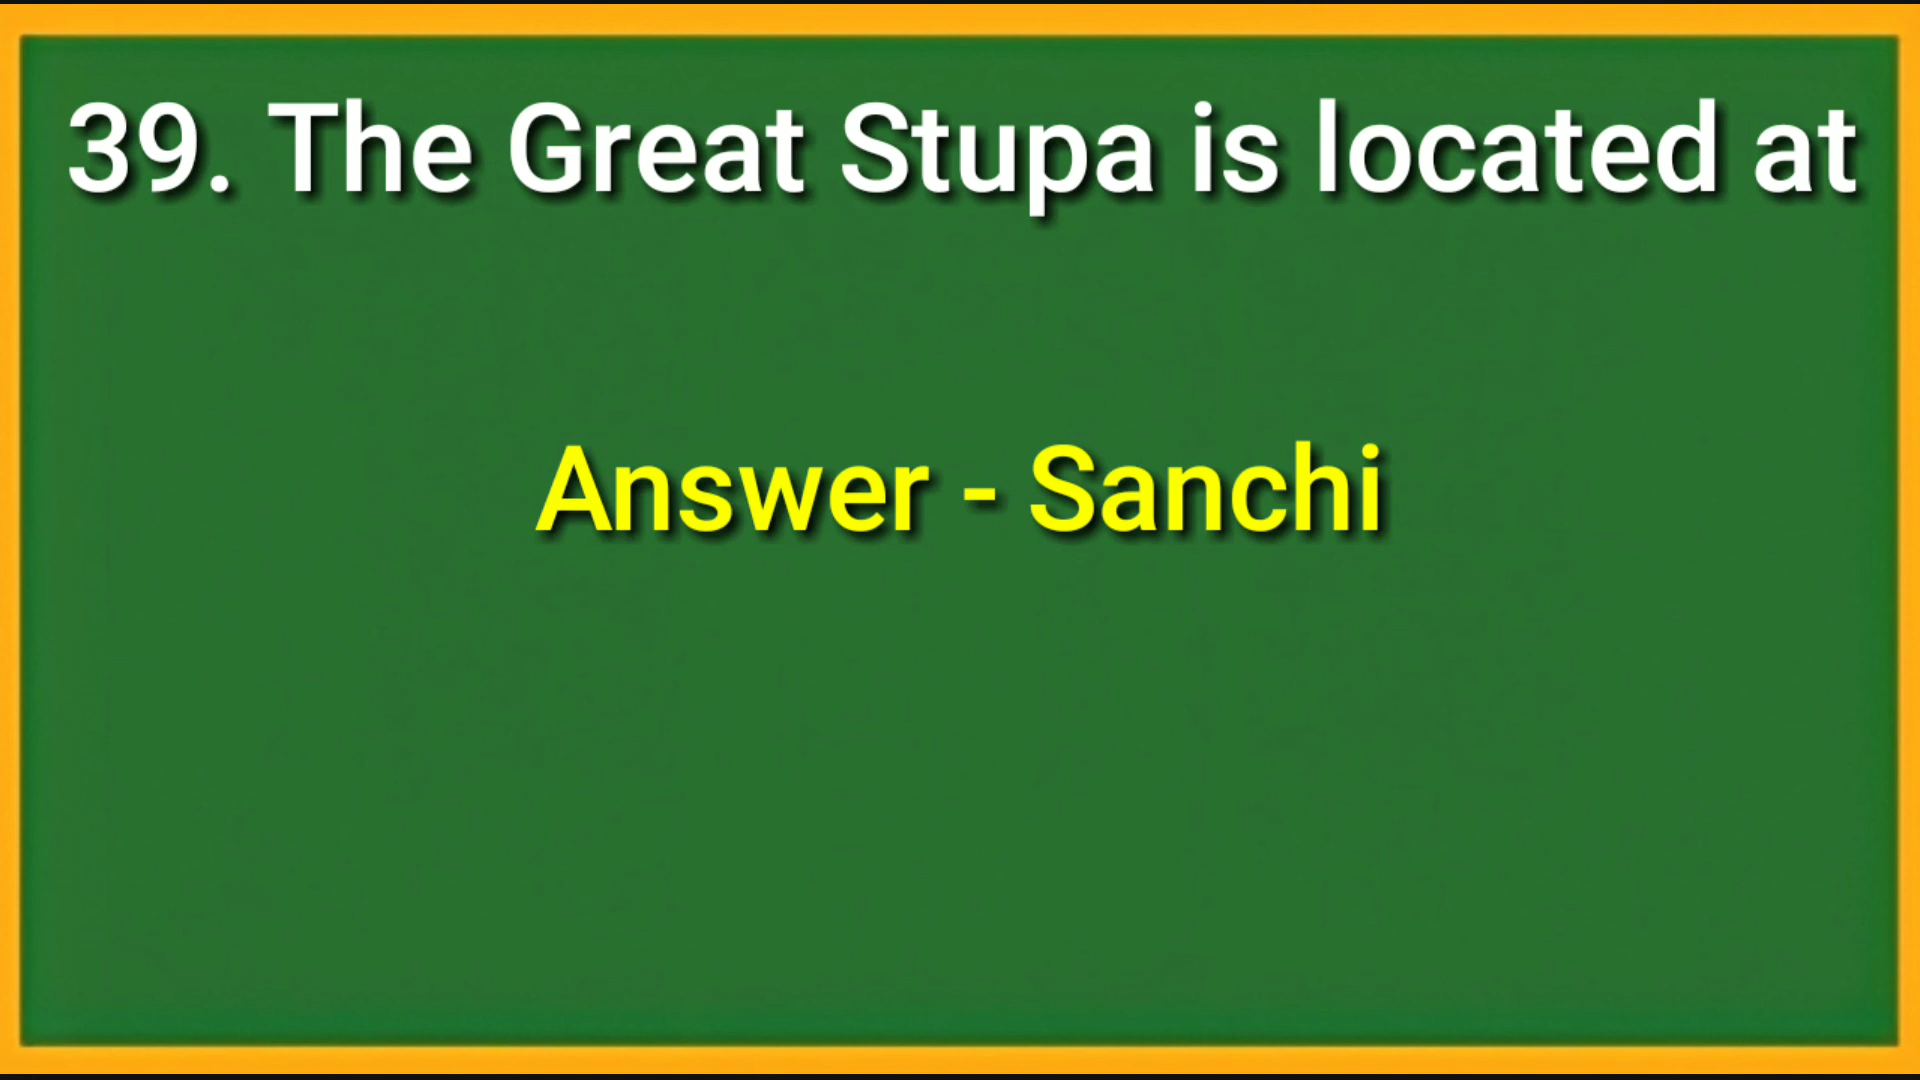 39. The Great Stupa is located at
Answer - Sanchi